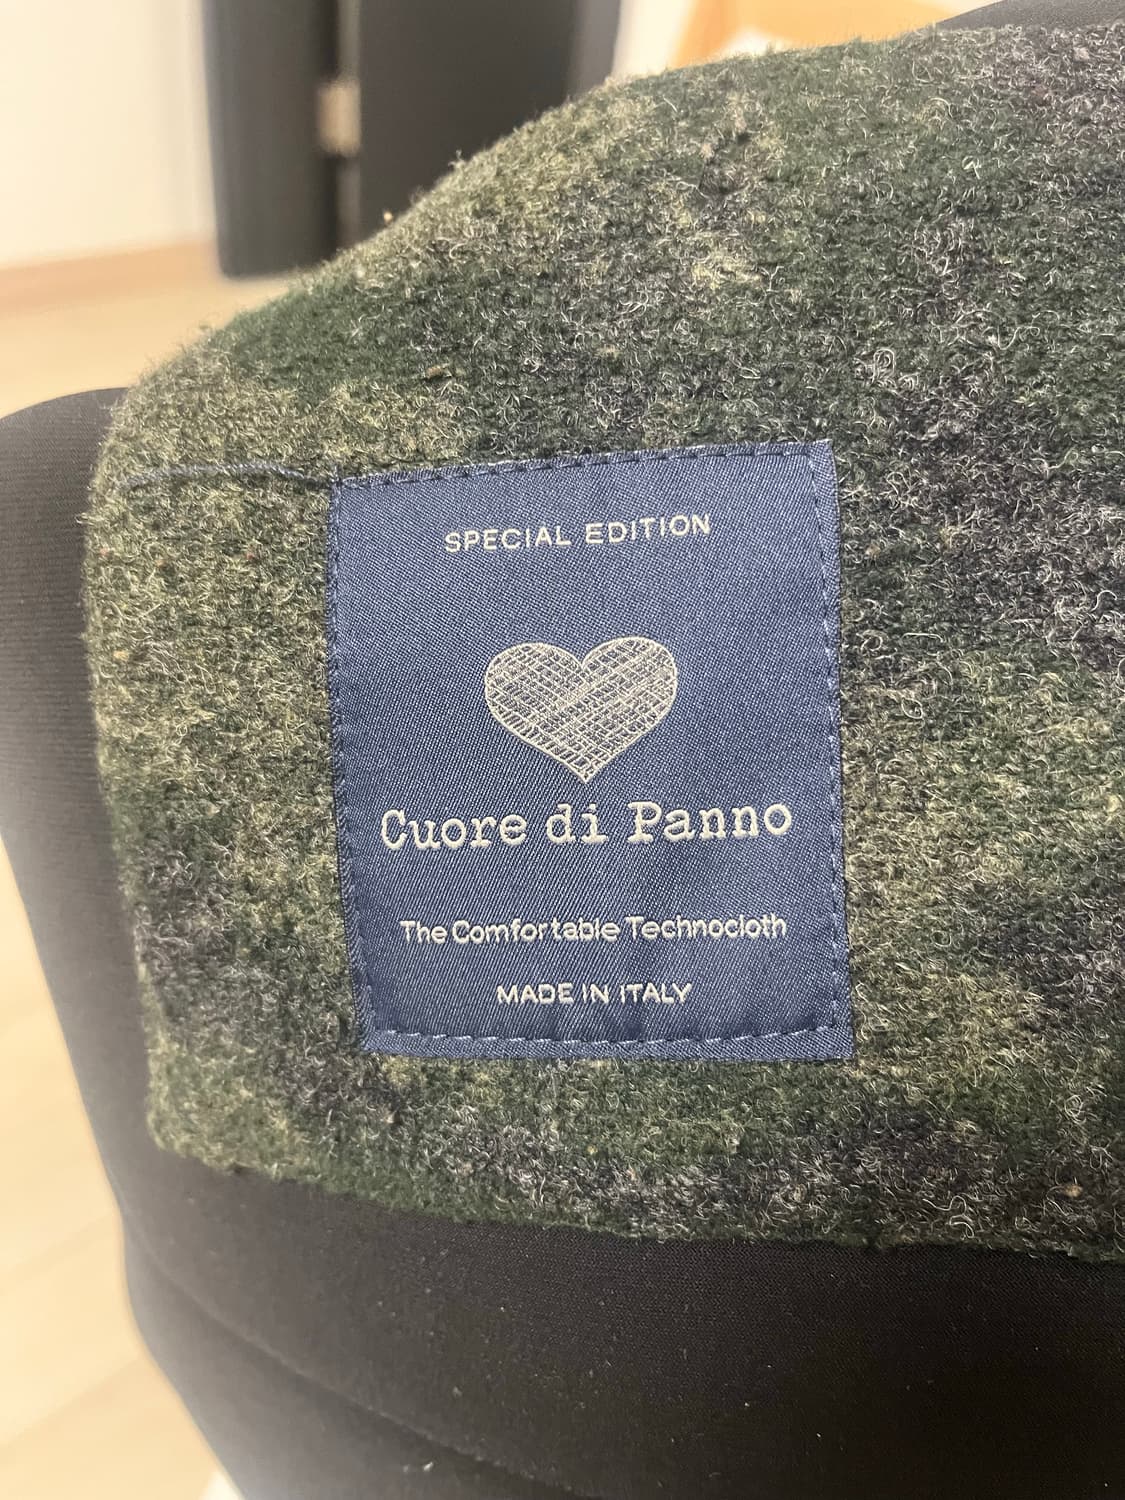 SPECIAL EDITION
Cuore di Panno
The Comfortable Technocloth
MADE IN ITALY